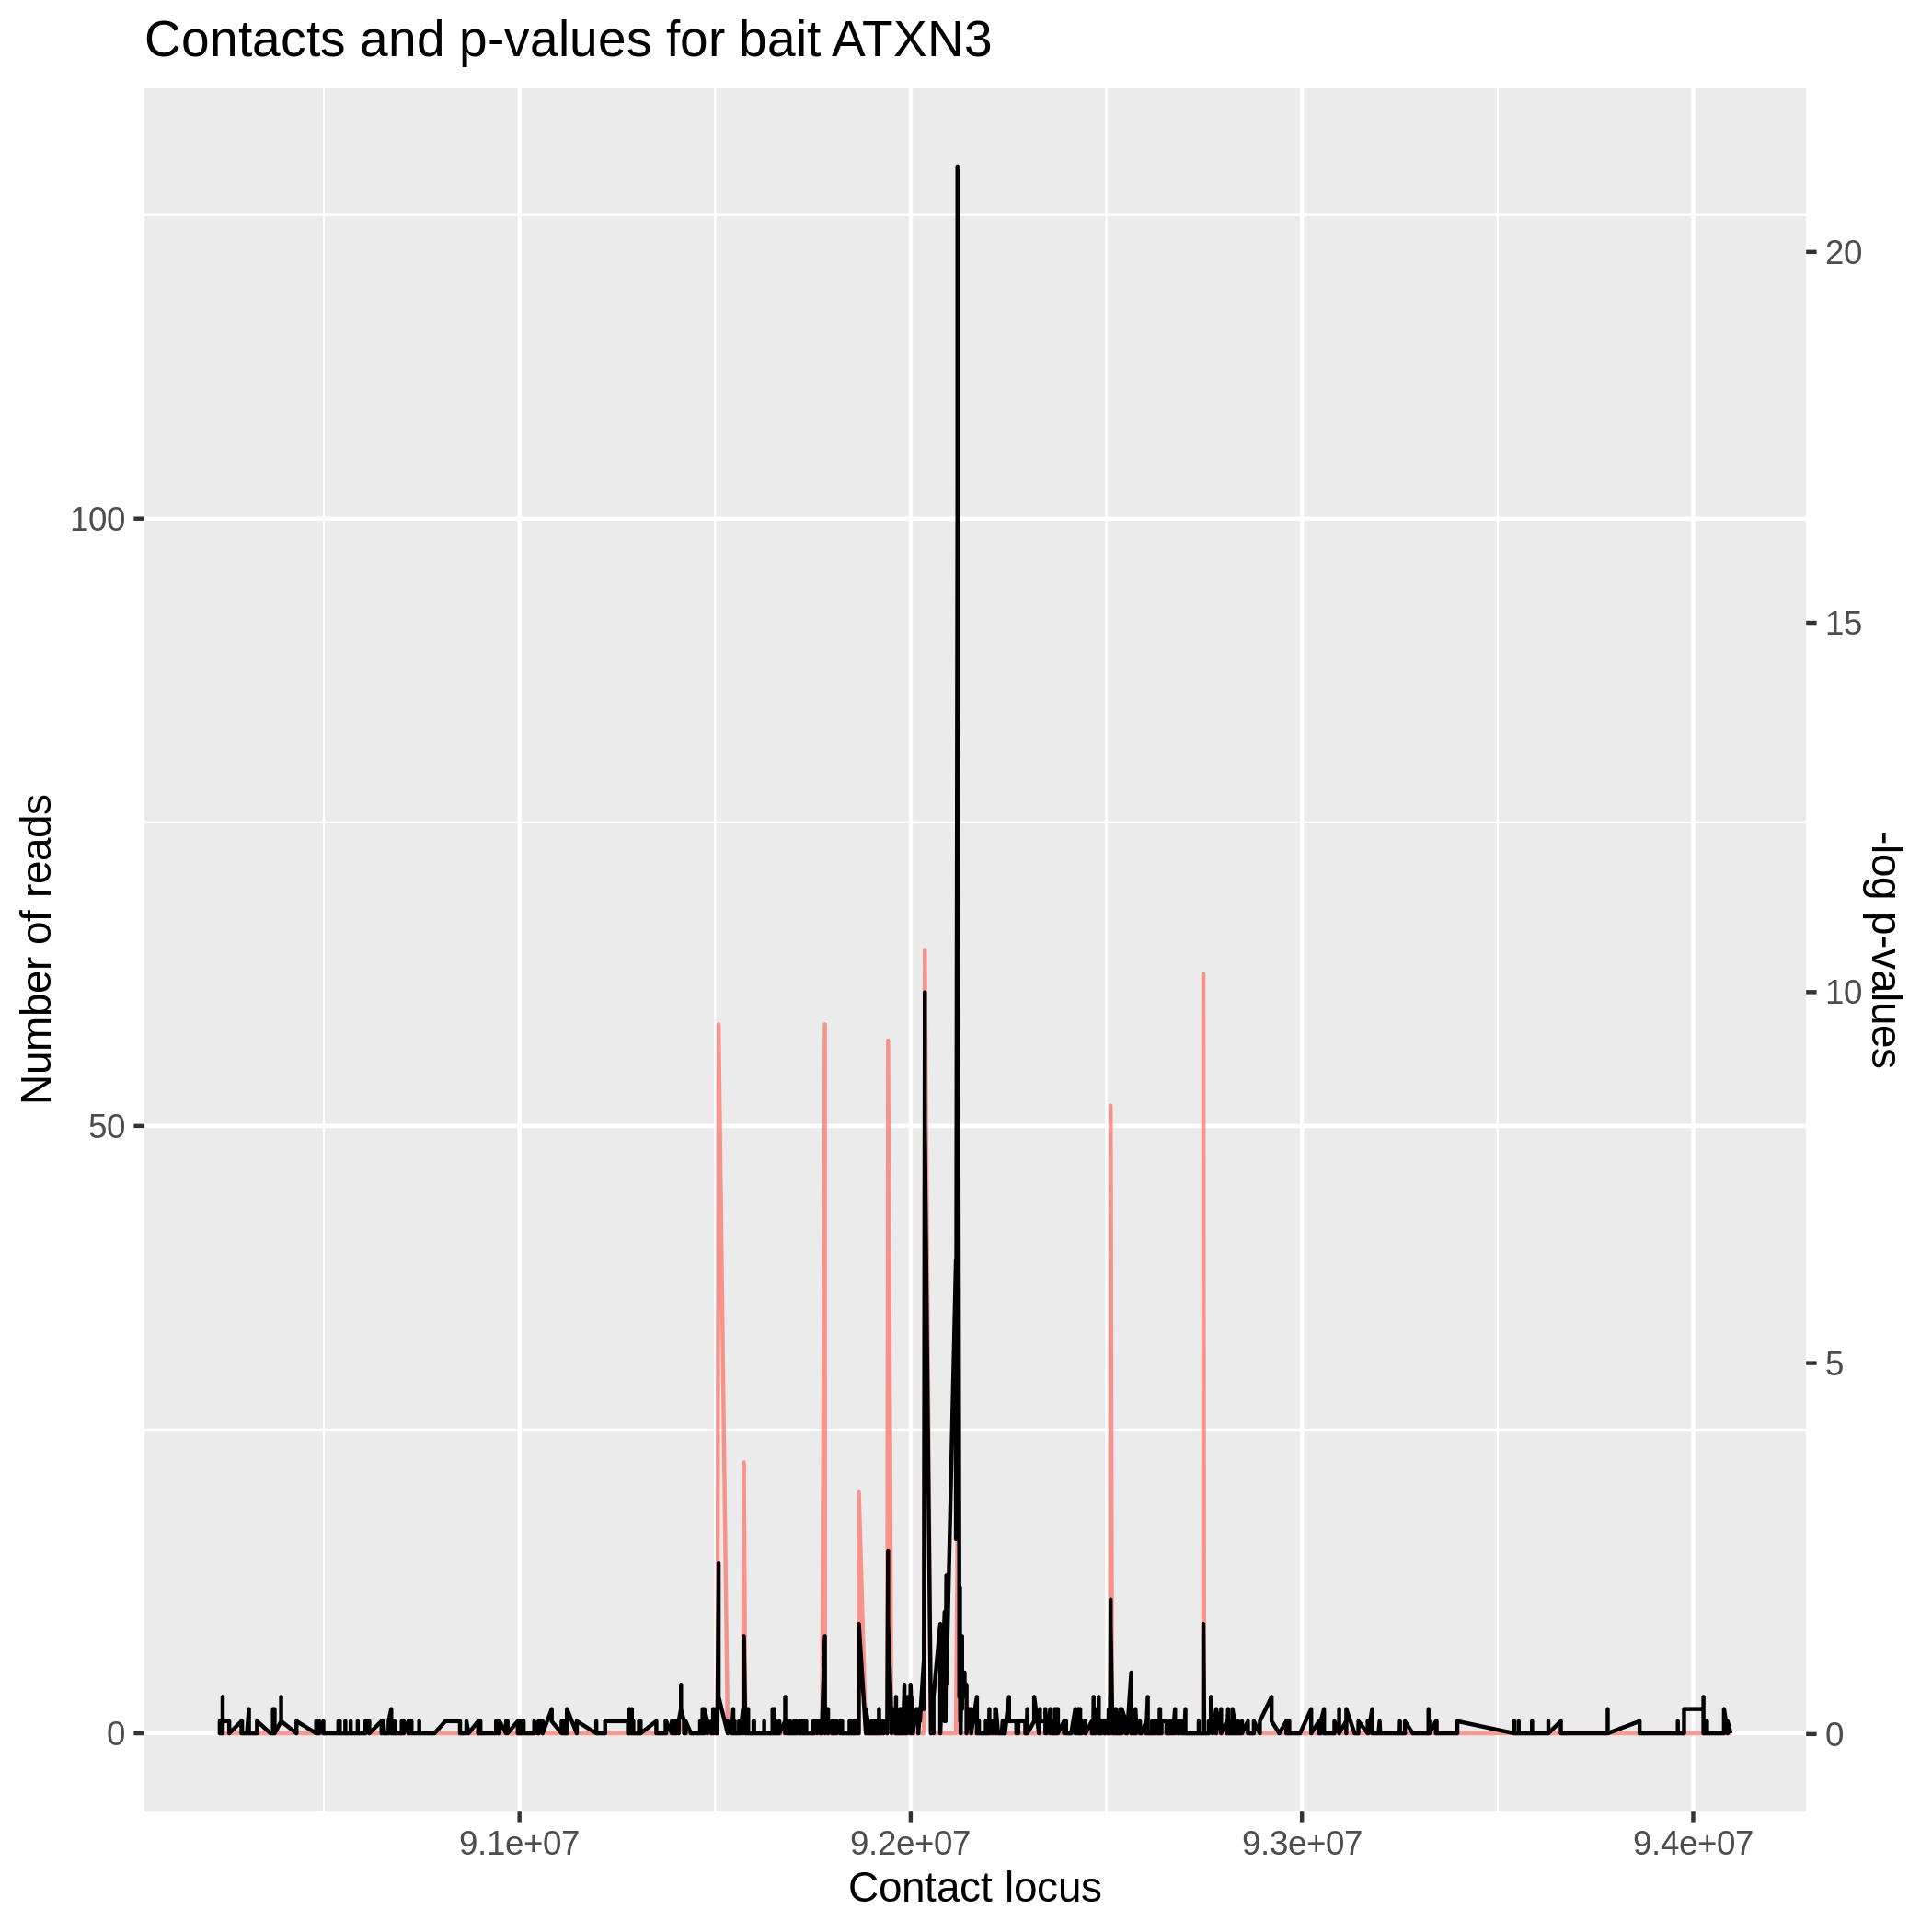 Contacts and p-values for bait ATXN3
Number of reads
100
50
0
20
15
10
5
0
-log p-values
9.1e+07
9.2e+07
9.3e+07
9.4e+07
Contact locus